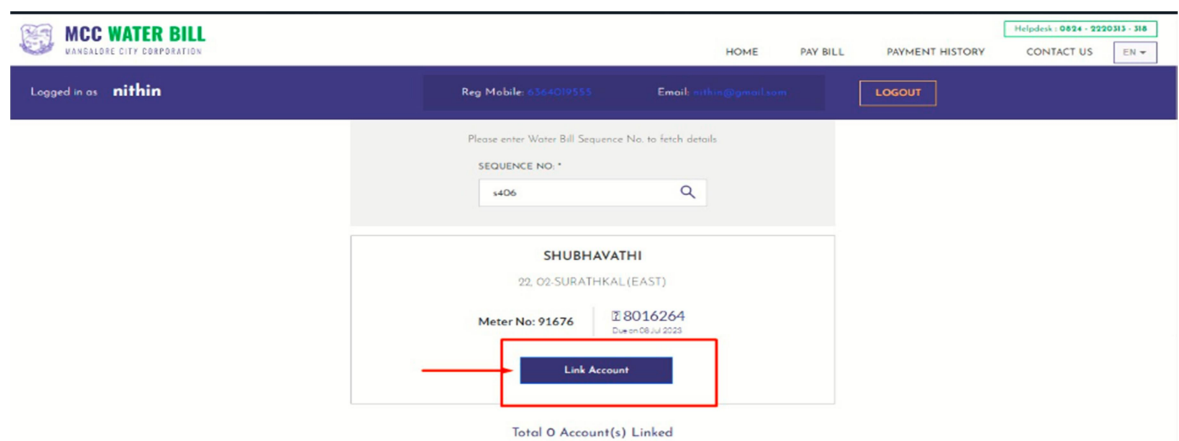 MCC WATER BILL
MANGALORE CITY CORPORATION
Helpdesk : 0824 - 2220313 - 318
HOME PAY BILL PAYMENT HISTORY CONTACT US EN
Logged in as nithin Reg Mobile: 6364019555 Email: nithin@gmail.com LOGOUT
Please enter Water Bill Sequence No. to fetch details
SEQUENCE NO: *
s406
SHUBHAVATHI
22, 02-SURATHKAL(EAST)
Meter No: 91676 8016264
Due on 08 Jul 2023
Link Account
Total 0 Account(s) Linked